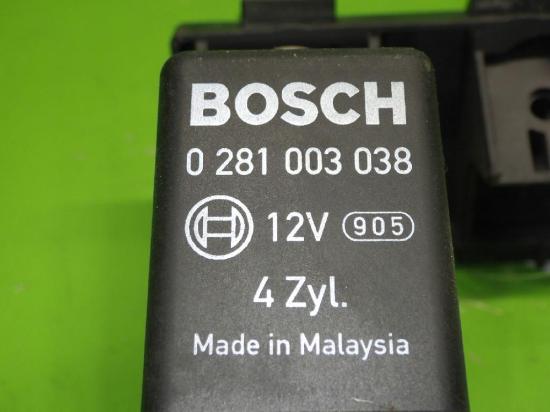 BOSCH
0 281 003 038
12V 905
4 Zyl.
Made in Malaysia